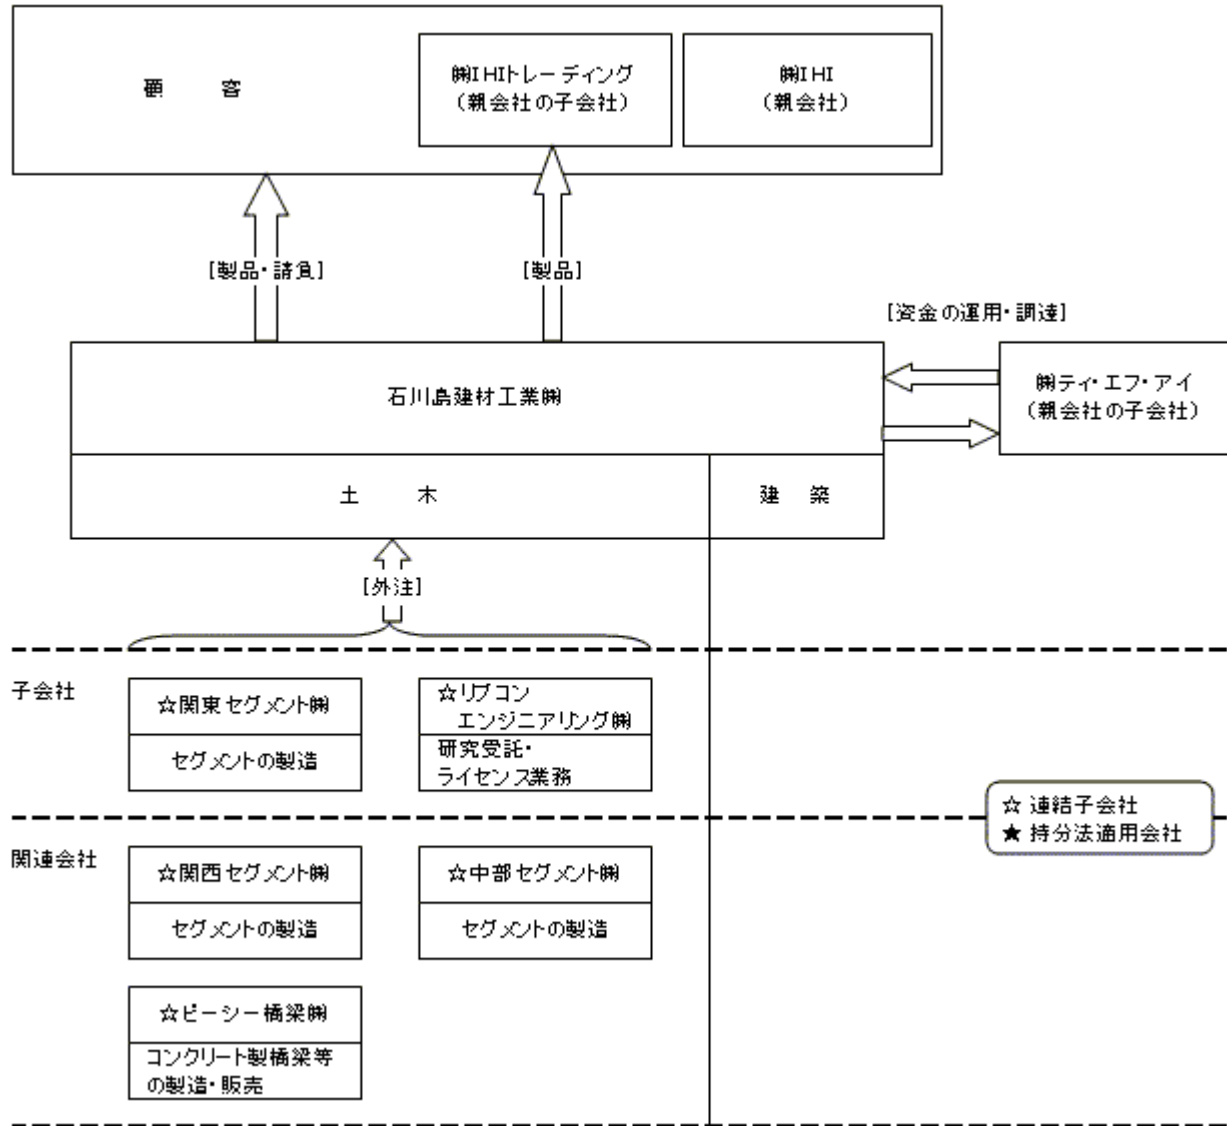 顧 客
㈱IHIトレーディング
（親会社の子会社）
㈱IHI
（親会社）
[製品・請負]
[製品]
[資金の運用・調達]
石川島建材工業㈱
㈱ティ・エフ・アイ
（親会社の子会社）
土 木
建 築
[外注]
子会社
☆関東セグメント㈱
セグメントの製造
☆リブコン
エンジニアリング㈱
研究受託・
ライセンス業務
☆ 連結子会社
★ 持分法適用会社
関連会社
☆関西セグメント㈱
セグメントの製造
☆中部セグメント㈱
セグメントの製造
☆ピーシー橋梁㈱
コンクリート製橋梁等
の製造・販売